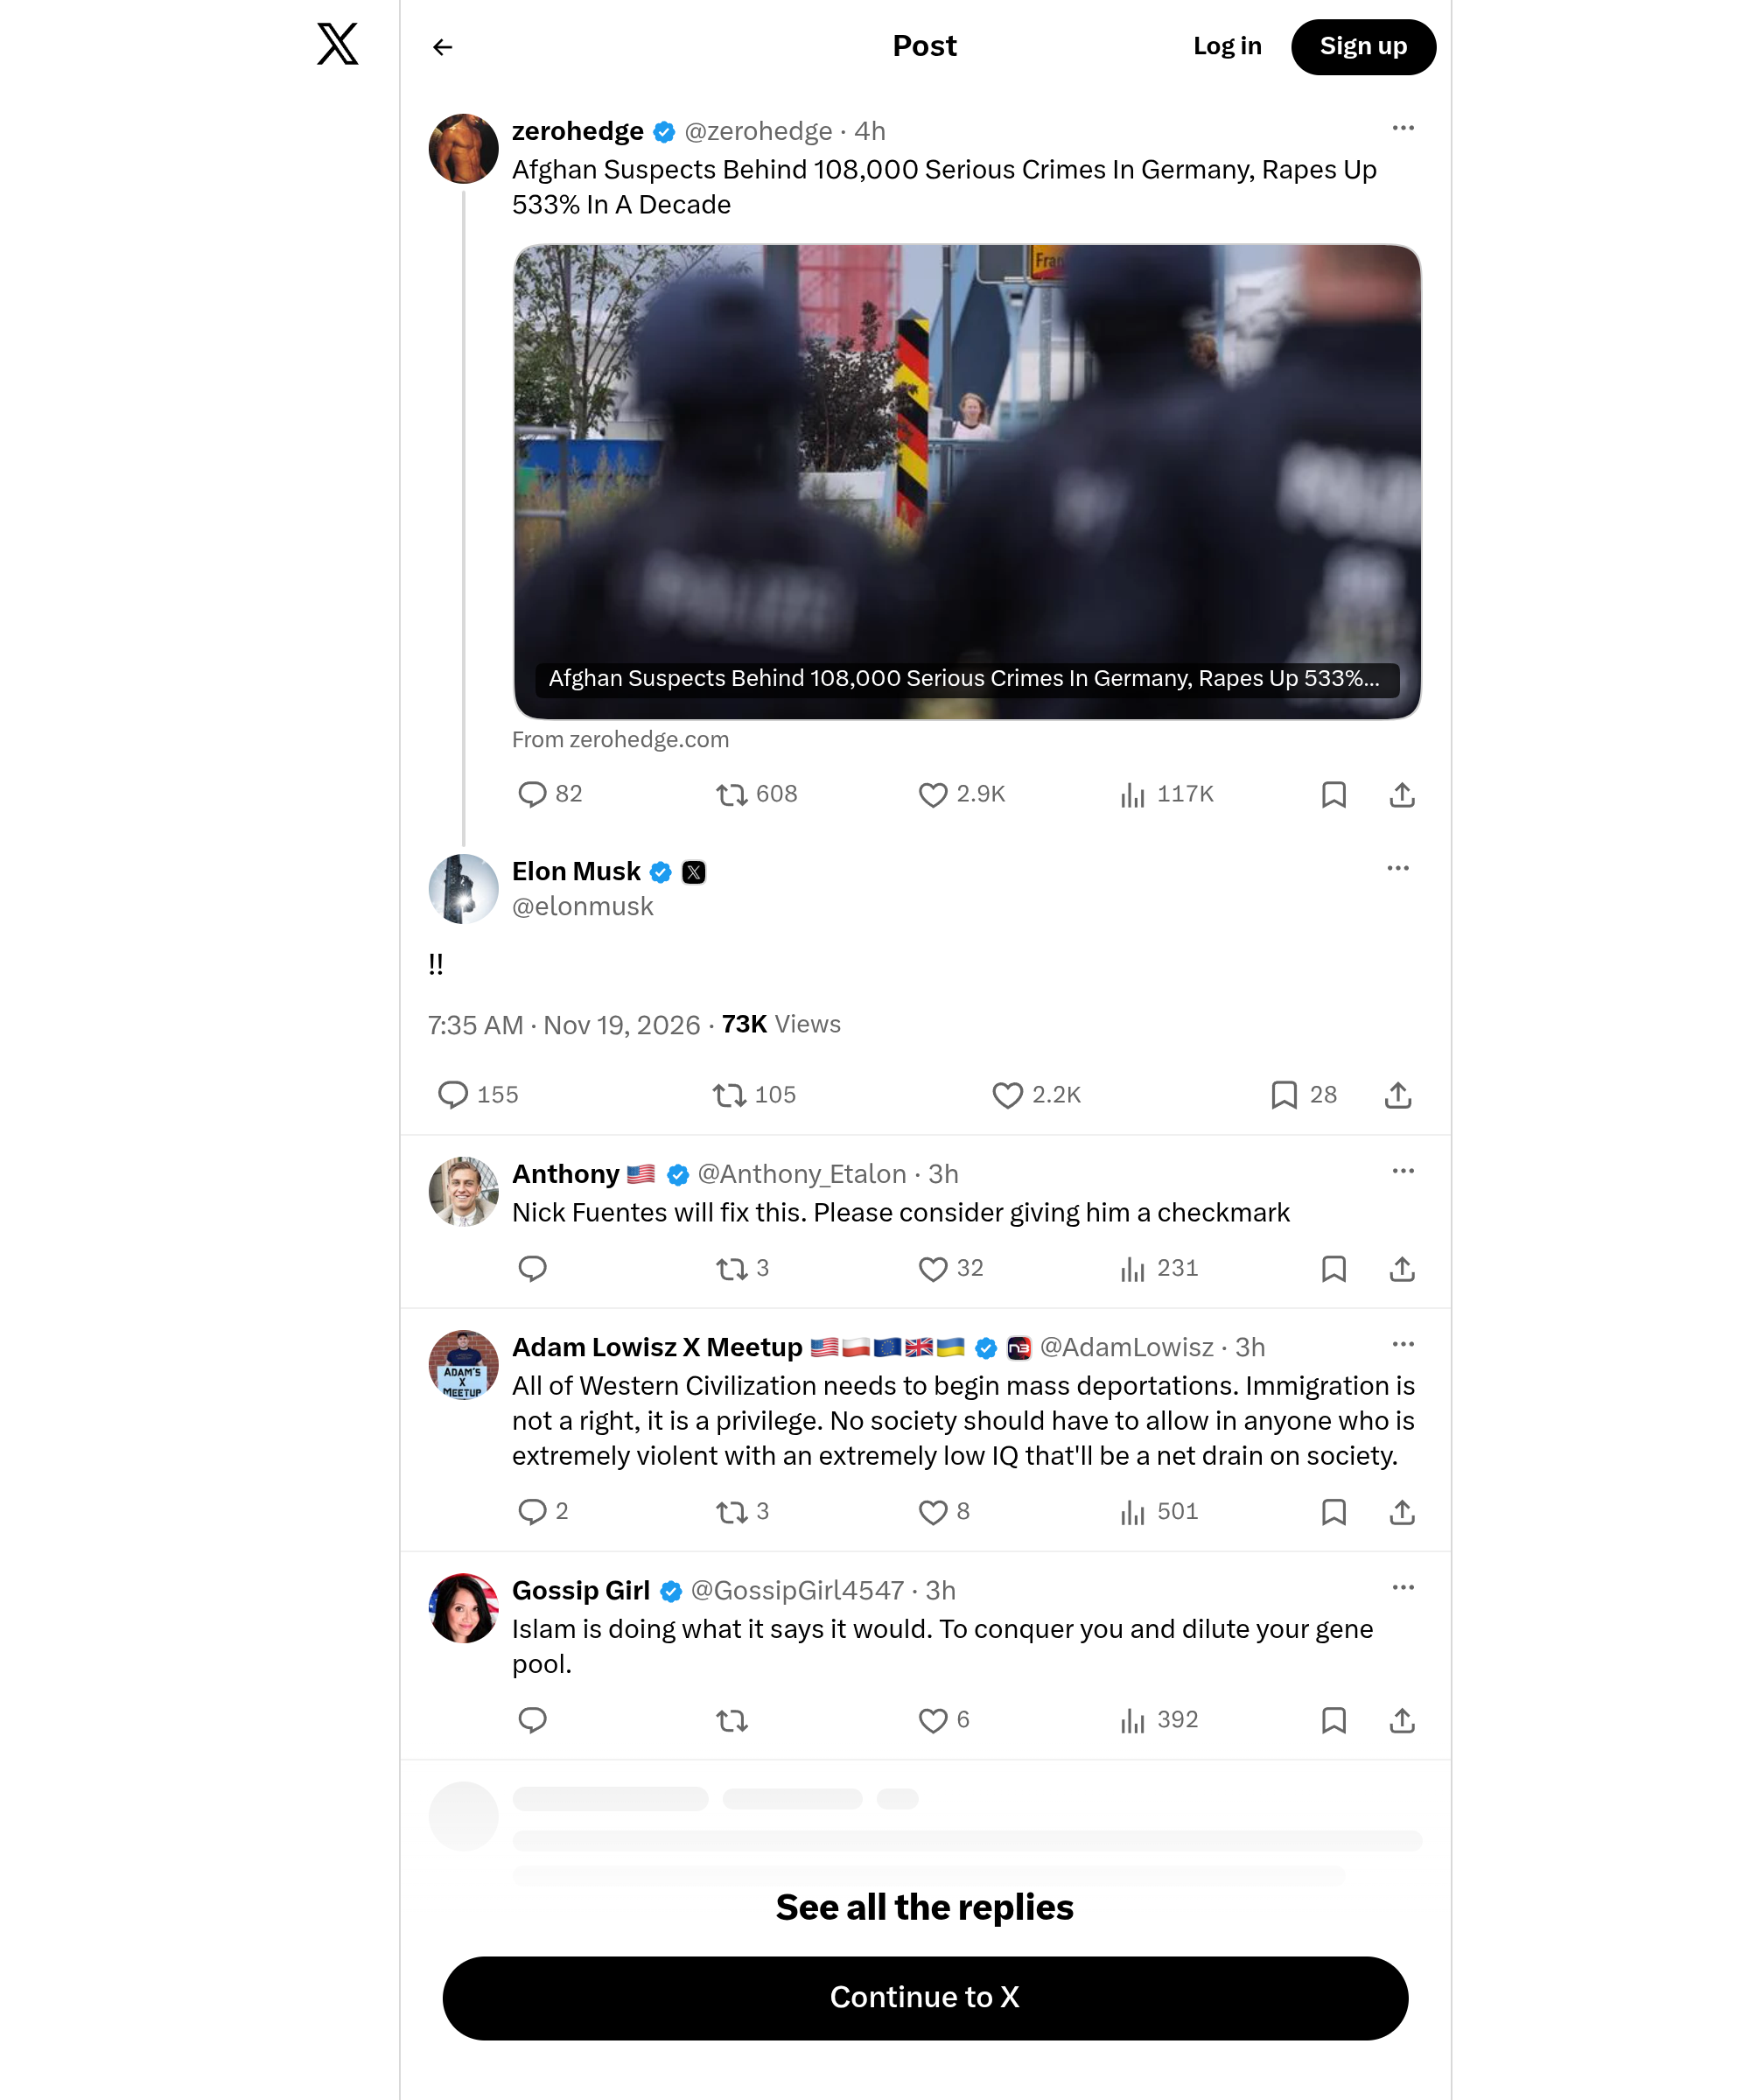 Post
Log in
Sign up
zerohedge @zerohedge · 4h
Afghan Suspects Behind 108,000 Serious Crimes In Germany, Rapes Up
533% In A Decade
Fran
POLIZEI
Afghan Suspects Behind 108,000 Serious Crimes In Germany, Rapes Up 533%...
From zerohedge.com
82
608
2.9K
117K
Elon Musk
@elonmusk
!!
7:35 AM · Nov 19, 2026 · 73K Views
155
105
2.2K
28
Anthony 🇺🇸 @Anthony_Etalon · 3h
Nick Fuentes will fix this. Please consider giving him a checkmark
3
32
231
ADAM'S
X
MEETUP
Adam Lowisz X Meetup 🇺🇸🇵🇱🇪🇺🇬🇧🇺🇦 n3 @AdamLowisz · 3h
All of Western Civilization needs to begin mass deportations. Immigration is
not a right, it is a privilege. No society should have to allow in anyone who is
extremely violent with an extremely low IQ that'll be a net drain on society.
2
3
8
501
Gossip Girl @GossipGirl4547 · 3h
Islam is doing what it says it would. To conquer you and dilute your gene
pool.
6
392
See all the replies
Continue to X